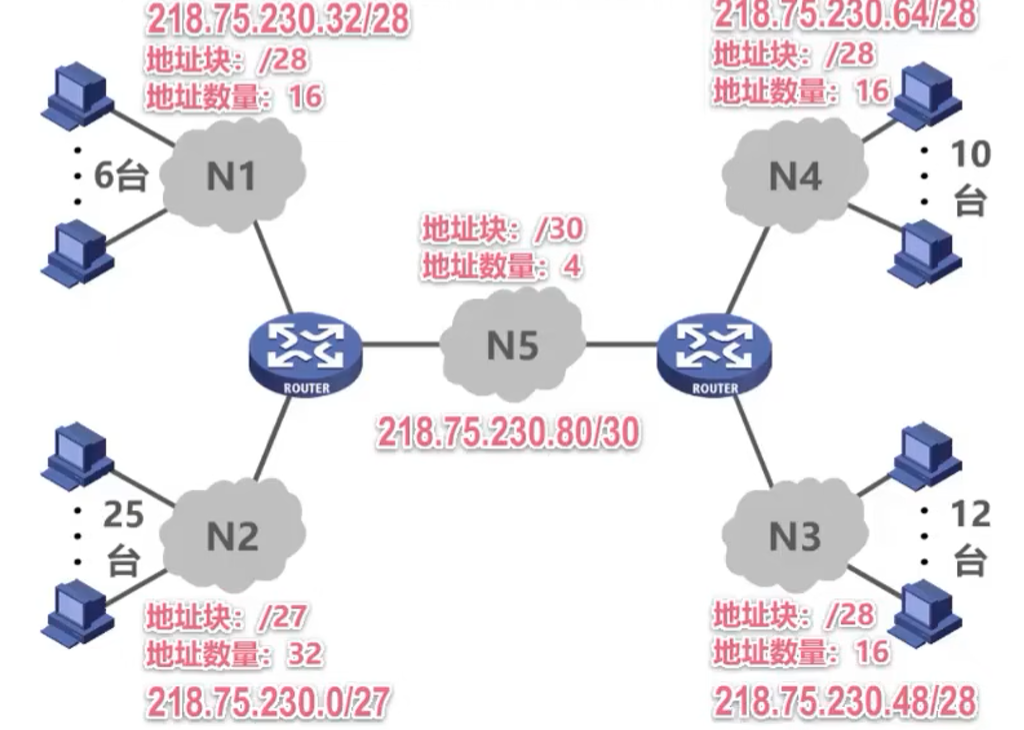 218.75.230.32/28
地址块：/28
地址数量：16
6台
N1
218.75.230.64/28
地址块：/28
地址数量：16
N4
10
台
地址块：/30
地址数量：4
N5
ROUTER
ROUTER
218.75.230.80/30
25
台
N2
地址块：/27
地址数量：32
218.75.230.0/27
N3
12
台
地址块：/28
地址数量：16
218.75.230.48/28